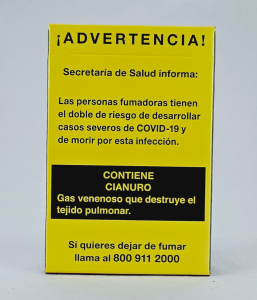 ¡ADVERTENCIA!
Secretaría de Salud informa:
Las personas fumadoras tienen
el doble de riesgo de desarrollar
casos severos de COVID-19 y
de morir por esta infección.
CONTIENE
CIANURO
Gas venenoso que destruye el
tejido pulmonar.
Si quieres dejar de fumar
llama al 800 911 2000